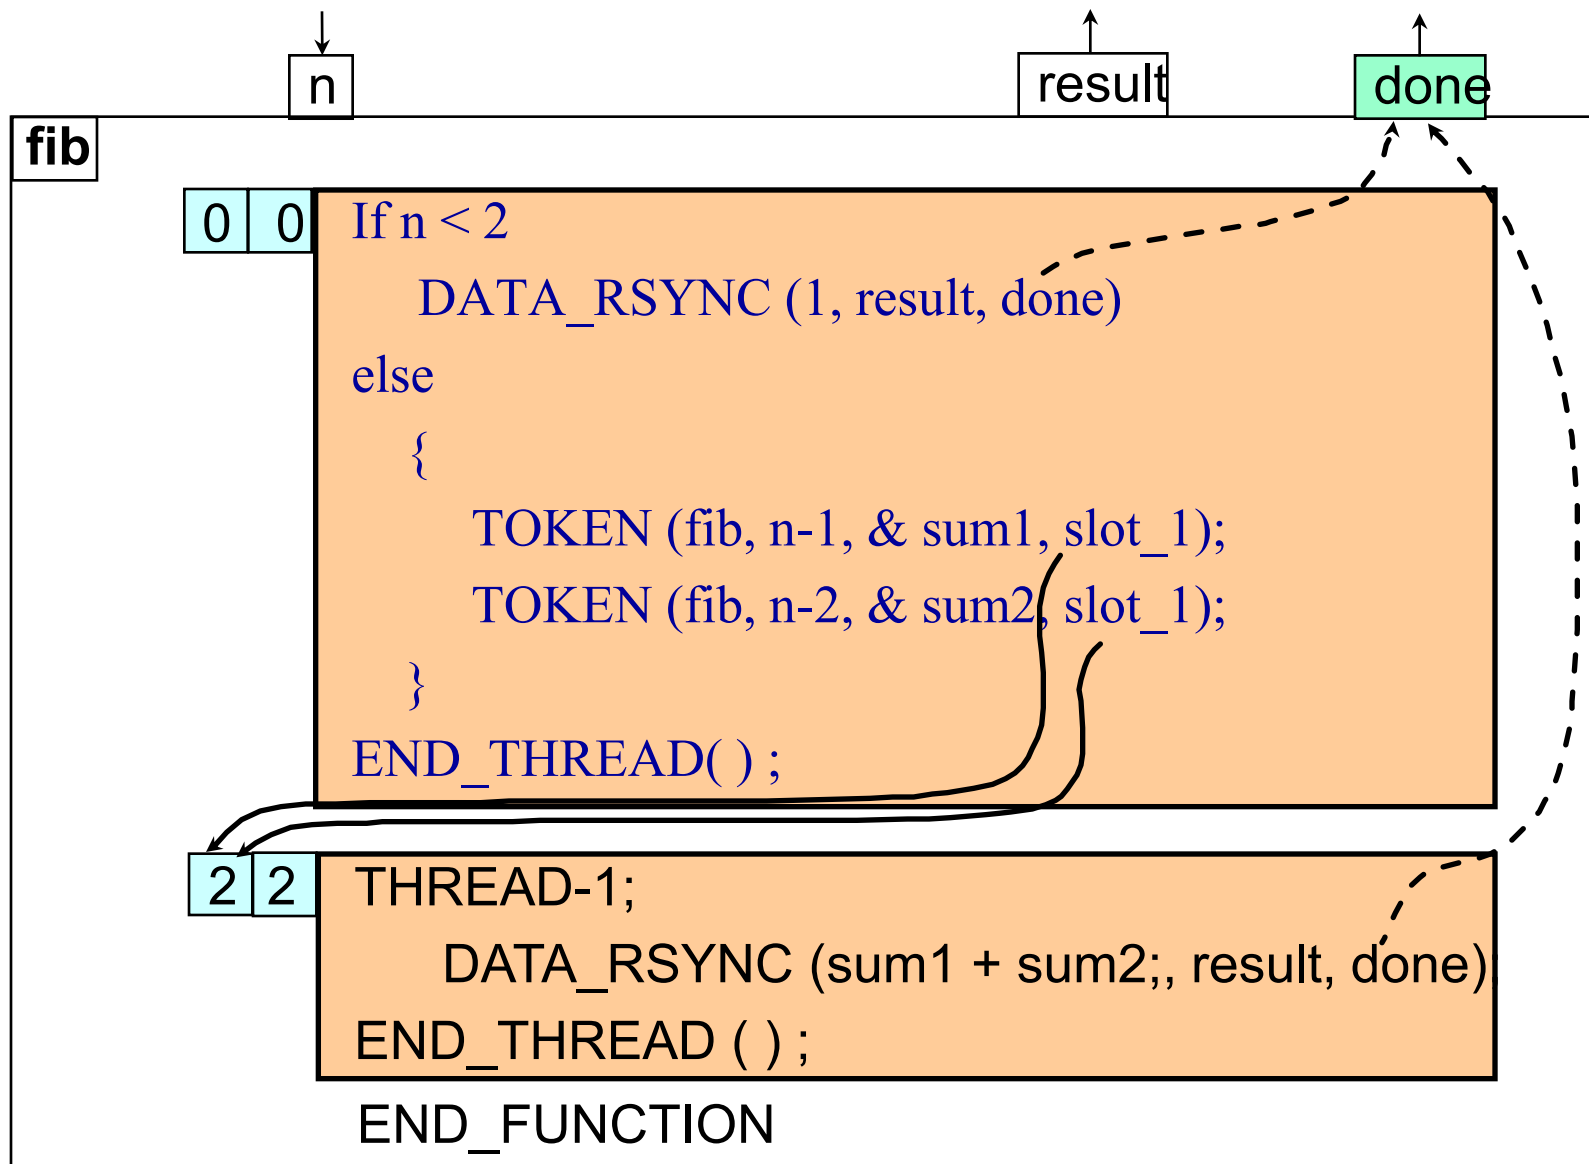 n result done
fib
0 0 If n < 2
DATA_RSYNC (1, result, done)
else
{
TOKEN (fib, n-1, & sum1, slot_1);
TOKEN (fib, n-2, & sum2, slot_1);
}
END_THREAD( ) ;
2 2 THREAD-1;
DATA_RSYNC (sum1 + sum2;, result, done);
END_THREAD ( ) ;
END_FUNCTION